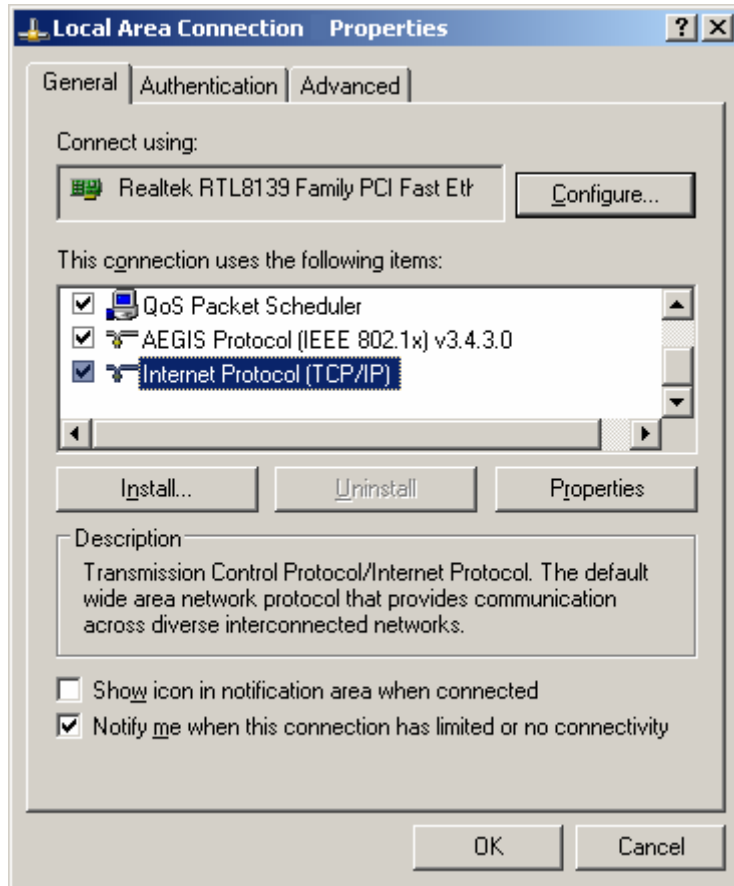 Local Area Connection Properties
General Authentication Advanced
Connect using:
Realtek RTL8139 Family PCI Fast Eth
Configure...
This connection uses the following items:
QoS Packet Scheduler
AEGIS Protocol (IEEE 802.1x) v3.4.3.0
Internet Protocol (TCP/IP)
Install... Uninstall Properties
Description
Transmission Control Protocol/Internet Protocol. The default
wide area network protocol that provides communication
across diverse interconnected networks.
Show icon in notification area when connected
Notify me when this connection has limited or no connectivity
OK Cancel